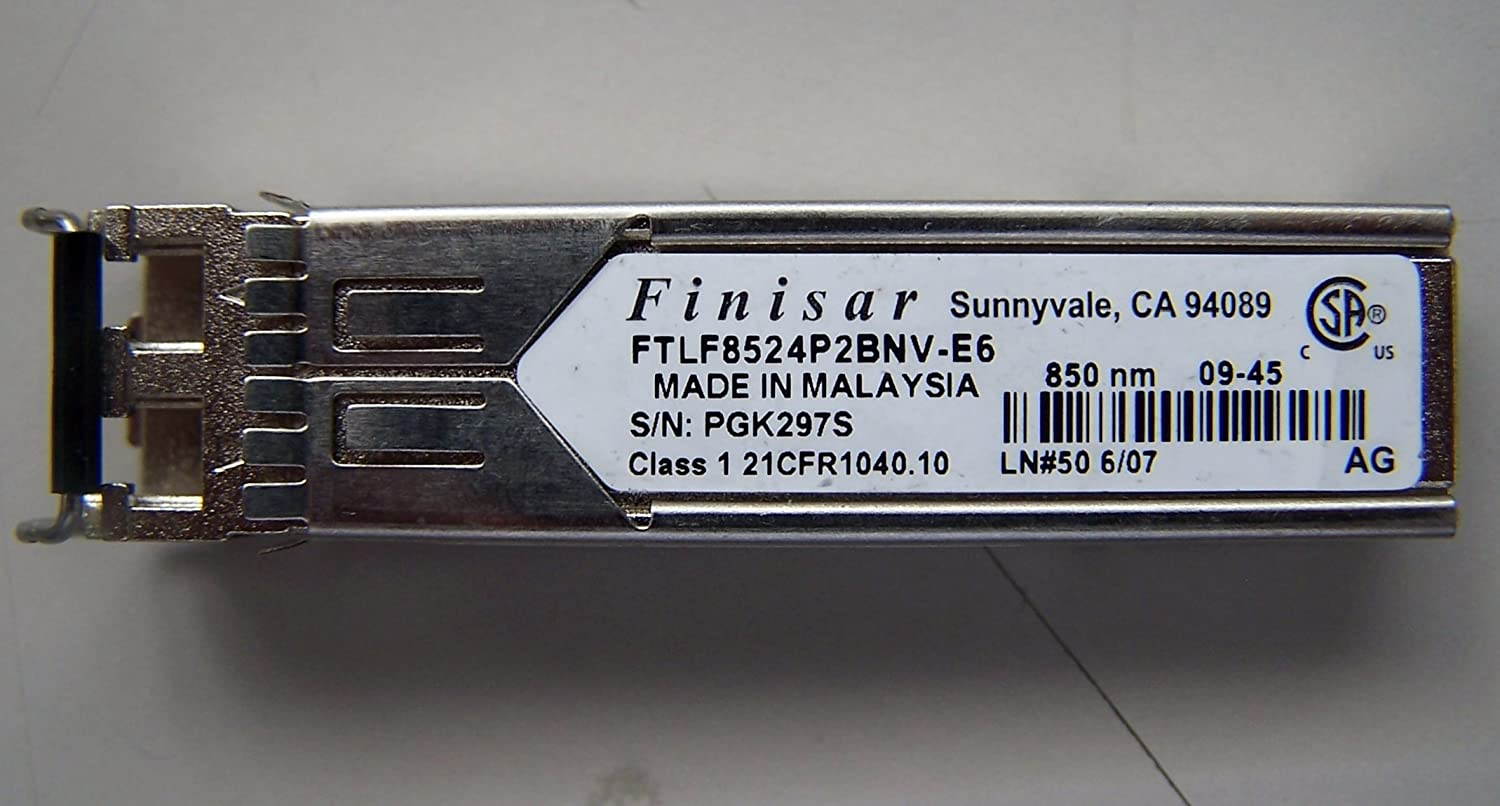 Finisar Sunnyvale, CA 94089
FTLF8524P2BNV-E6
MADE IN MALAYSIA
S/N: PGK297S
Class 1 21CFR1040.10
850 nm 09-45
LN#50 6/07
AG
C SA ® US